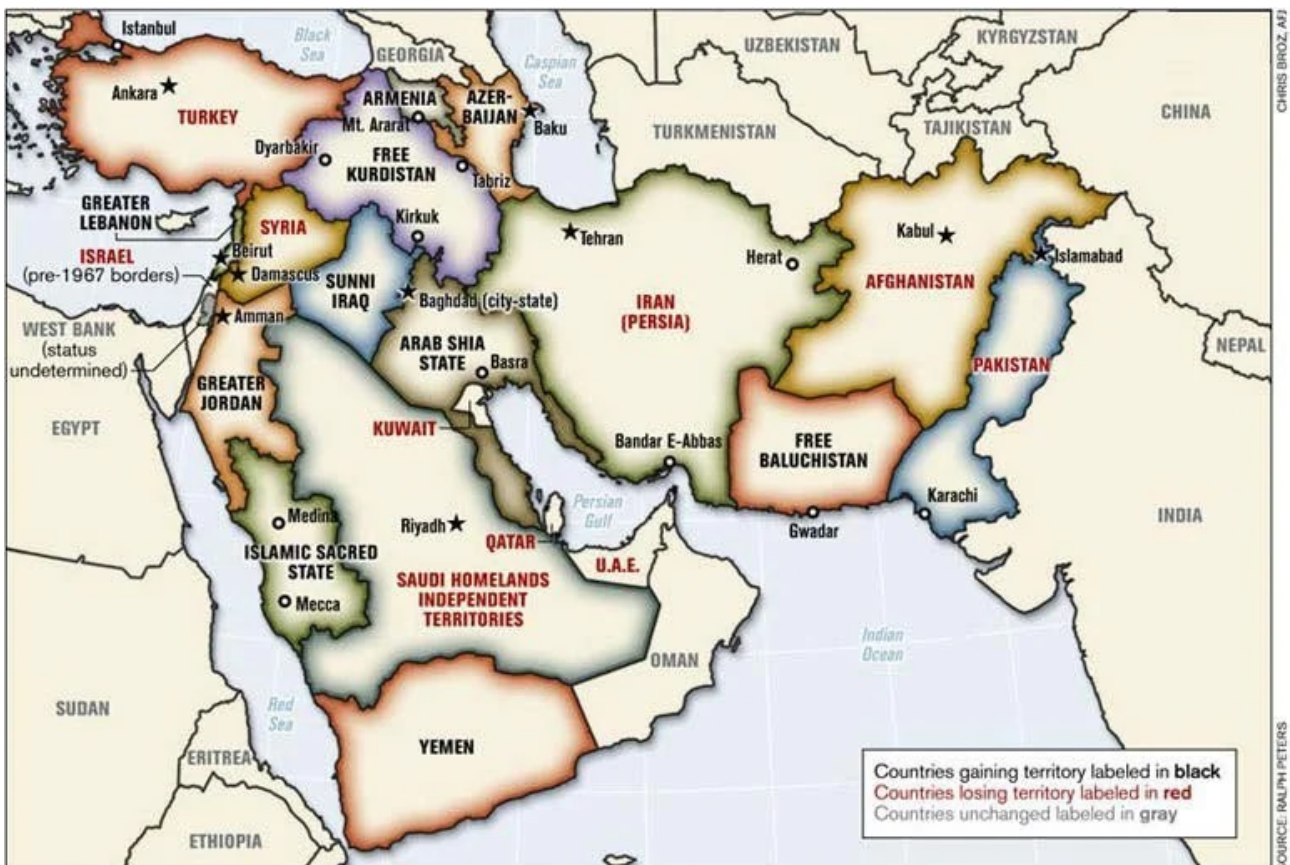 Istanbul
Black
Sea
GEORGIA
Caspian
Sea
UZBEKISTAN
KYRGYZSTAN
CHRIS BROZ, AFJ
Ankara
TURKEY
ARMENIA
Mt. Ararat
AZER-
BAIJAN
Baku
TURKMENISTAN
TAJIKISTAN
CHINA
Dyarbakir
FREE
KURDISTAN
Tabriz
GREATER
LEBANON
SYRIA
Kirkuk
Tehran
Herat
Kabul
Islamabad
ISRAEL
(pre-1967 borders)
Beirut
Damascus
SUNNI
IRAQ
Baghdad (city-state)
IRAN
(PERSIA)
AFGHANISTAN
WEST BANK
(status
undetermined)
Amman
ARAB SHIA
STATE
Basra
PAKISTAN
NEPAL
GREATER
JORDAN
EGYPT
KUWAIT
Bandar E-Abbas
FREE
BALUCHISTAN
Karachi
Persian
Gulf
Gwadar
INDIA
Medina
Riyadh
QATAR
U.A.E.
ISLAMIC SACRED
STATE
Mecca
SAUDI HOMELANDS
INDEPENDENT
TERRITORIES
OMAN
Indian
Ocean
SUDAN
Red
Sea
ERITREA
YEMEN
ETHIOPIA
Countries gaining territory labeled in black
Countries losing territory labeled in red
Countries unchanged labeled in gray
SOURCE: RALPH PETERS